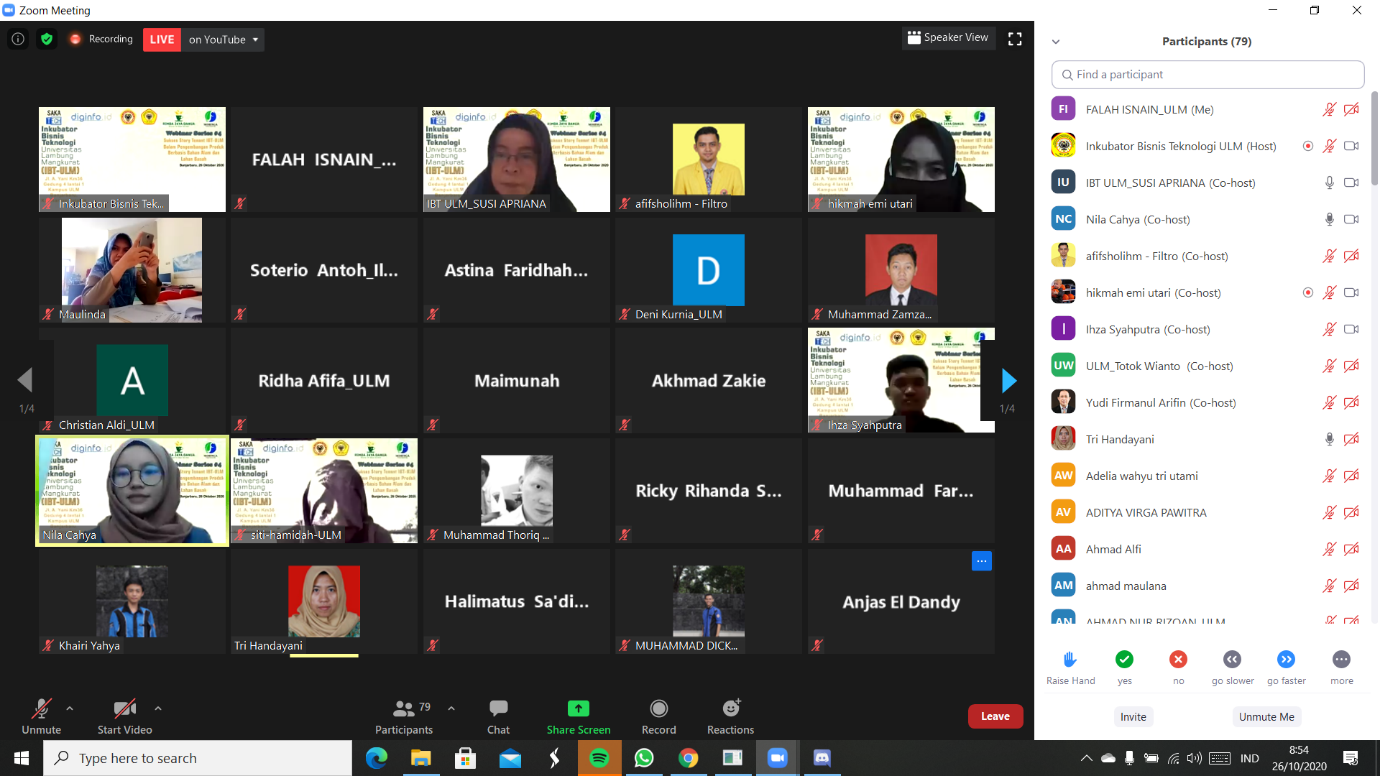 Zoom Meeting
Recording
LIVE
on YouTube
Speaker View
SAKA
diginfo.id
Inkubator
Bisnis
Teknologi
Universitas
Lambung
Mangkurat
(IBT-ULM)
Webinar Series #4
Inkubator Bisnis Tek...
FALAH ISNAIN_...
IBT ULM_SUSI APRIANA
afifsholihm - Filtro
hikmah emi utari
Maulinda
Soterio Antoh_Il...
Astina Faridhah...
D
Deni Kurnia_ULM
Muhammad Zamza...
A
Christian Aldi_ULM
Ridha Afifa_ULM
Maimunah
Akhmad Zakie
Ihza Syahputra
1/4
1/4
Nila Cahya
siti-hamidah-ULM
Muhammad Thoriq ...
Ricky Rihanda S...
Muhammad Far...
Khairi Yahya
Tri Handayani
Halimatus Sa'di...
MUHAMMAD DICK...
Anjas El Dandy
Unmute
Start Video
79
Participants
Chat
Share Screen
Record
Reactions
Leave
Participants (79)
Find a participant
FI FALAH ISNAIN_ULM (Me)
Inkubator Bisnis Teknologi ULM (Host)
IU IBT ULM_SUSI APRIANA (Co-host)
NC Nila Cahya (Co-host)
afifsholihm - Filtro (Co-host)
hikmah emi utari (Co-host)
I Ihza Syahputra (Co-host)
UW ULM_Totok Wianto (Co-host)
Yudi Firmanul Arifin (Co-host)
Tri Handayani
AW Adelia wahyu tri utami
AV ADITYA VIRGA PAWITRA
AA Ahmad Alfi
AM ahmad maulana
AN AHMAD NUR RIZQAN_ULM
Raise Hand
yes
no
go slower
go faster
more
Invite
Unmute Me
Type here to search
IND
8:54
26/10/2020